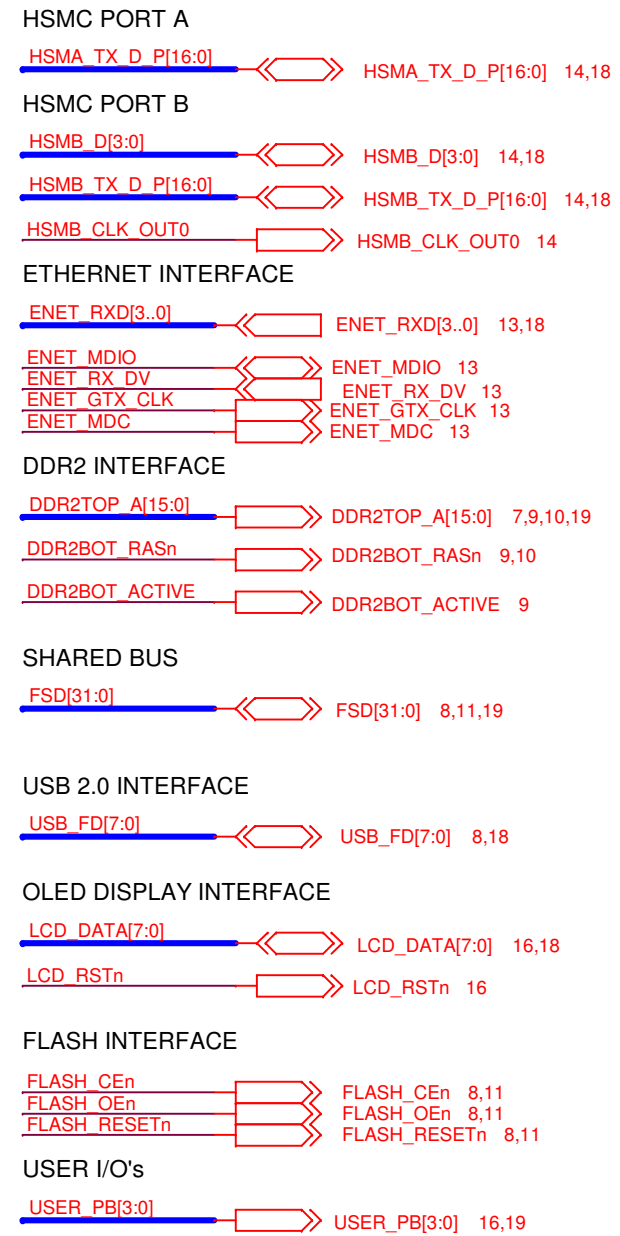 HSMC PORT A
HSMA_TX_D_P[16:0] HSMA_TX_D_P[16:0] 14,18
HSMC PORT B
HSMB_D[3:0] HSMB_D[3:0] 14,18
HSMB_TX_D_P[16:0] HSMB_TX_D_P[16:0] 14,18
HSMB_CLK_OUT0 HSMB_CLK_OUT0 14
ETHERNET INTERFACE
ENET_RXD[3..0] ENET_RXD[3..0] 13,18
ENET_MDIO ENET_MDIO 13
ENET_RX_DV ENET_RX_DV 13
ENET_GTX_CLK ENET_GTX_CLK 13
ENET_MDC ENET_MDC 13
DDR2 INTERFACE
DDR2TOP_A[15:0] DDR2TOP_A[15:0] 7,9,10,19
DDR2BOT_RASn DDR2BOT_RASn 9,10
DDR2BOT_ACTIVE DDR2BOT_ACTIVE 9
SHARED BUS
FSD[31:0] FSD[31:0] 8,11,19
USB 2.0 INTERFACE
USB_FD[7:0] USB_FD[7:0] 8,18
OLED DISPLAY INTERFACE
LCD_DATA[7:0] LCD_DATA[7:0] 16,18
LCD_RSTn LCD_RSTn 16
FLASH INTERFACE
FLASH_CEn FLASH_CEn 8,11
FLASH_OEn FLASH_OEn 8,11
FLASH_RESETn FLASH_RESETn 8,11
USER I/O's
USER_PB[3:0] USER_PB[3:0] 16,19